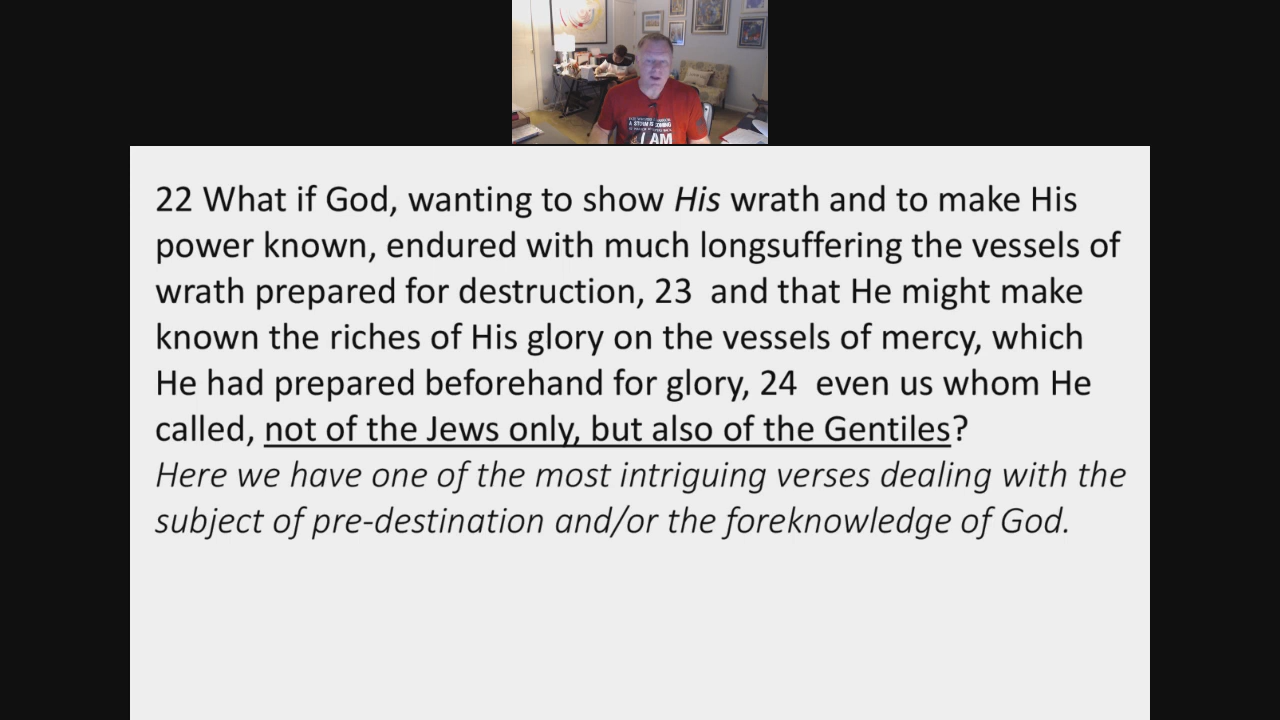 A STORM IS COMING
I AM
22 What if God, wanting to show His wrath and to make His
power known, endured with much longsuffering the vessels of
wrath prepared for destruction, 23 and that He might make
known the riches of His glory on the vessels of mercy, which
He had prepared beforehand for glory, 24 even us whom He
called, not of the Jews only, but also of the Gentiles?
Here we have one of the most intriguing verses dealing with the
subject of pre-destination and/or the foreknowledge of God.